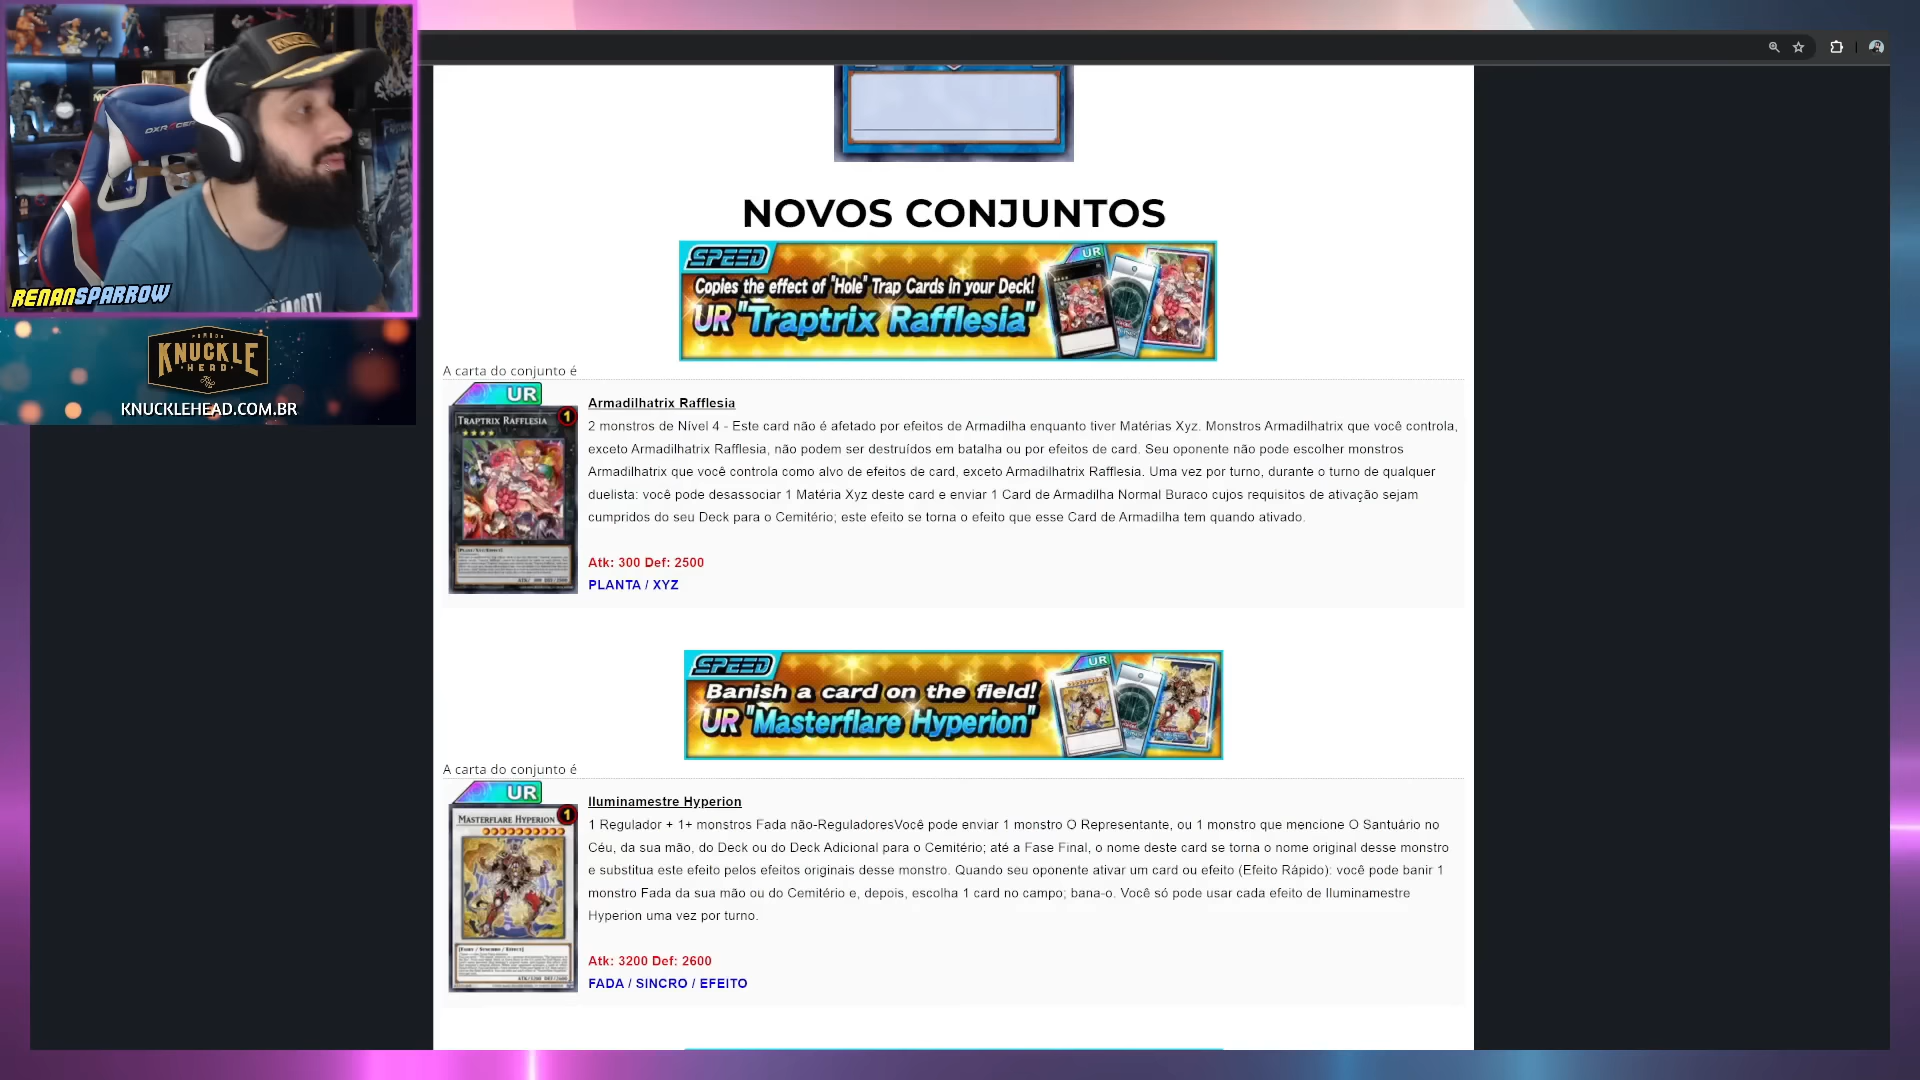 NOVOS CONJUNTOS
SPEED
Copies the effect of "Hole" Trap Cards in your Deck!
UR "Traptrix Rafflesia"
UR
A carta do conjunto é
UR
TRAPTRIX RAFFLESIA
1
Armadilhatrix Rafflesia
2 monstros de Nível 4 - Este card não é afetado por efeitos de Armadilha enquanto tiver Matérias Xyz. Monstros Armadilhatrix que você controla,
exceto Armadilhatrix Rafflesia, não podem ser destruídos em batalha ou por efeitos de card. Seu oponente não pode escolher monstros
Armadilhatrix que você controla como alvo de efeitos de card, exceto Armadilhatrix Rafflesia. Uma vez por turno, durante o turno de qualquer
duelista: você pode desassociar 1 Matéria Xyz deste card e enviar 1 Card de Armadilha Normal Buraco cujos requisitos de ativação sejam
cumpridos do seu Deck para o Cemitério; este efeito se torna o efeito que esse Card de Armadilha tem quando ativado.
Atk: 300 Def: 2500
PLANTA / XYZ
SPEED
Banish a card on the field!
UR "Masterflare Hyperion"
UR
A carta do conjunto é
UR
MASTERFLARE HYPERION
1
Iluminamestre Hyperion
1 Regulador + 1+ monstros Fada não-ReguladoresVocê pode enviar 1 monstro O Representante, ou 1 monstro que mencione O Santuário no
Céu, da sua mão, do Deck ou do Deck Adicional para o Cemitério; até a Fase Final, o nome deste card se torna o nome original desse monstro
e substitua este efeito pelos efeitos originais desse monstro. Quando seu oponente ativar um card ou efeito (Efeito Rápido): você pode banir 1
monstro Fada da sua mão ou do Cemitério e, depois, escolha 1 card no campo; bana-o. Você só pode usar cada efeito de Iluminamestre
Hyperion uma vez por turno.
Atk: 3200 Def: 2600
FADA / SINCRO / EFEITO
RENANSPARROW
KNUCKLE
HEAD
KNUCKLEHEAD.COM.BR